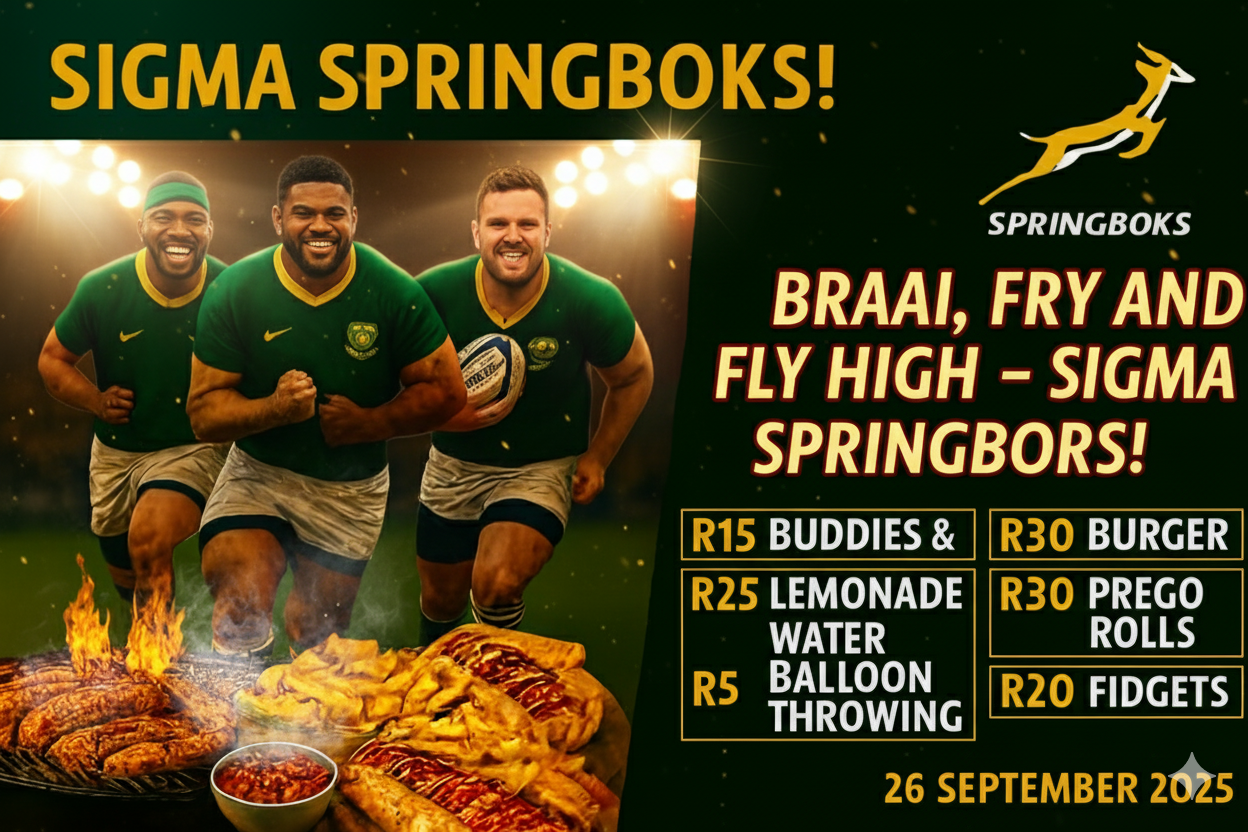 SIGMA SPRINGBOKS!
SPRINGBOKS
BRAAI, FRY AND
FLY HIGH – SIGMA
SPRINGBORS!
R15 BUDDIES &
R25 LEMONADE
R5 WATER
BALLOON
THROWING
R30 BURGER
R30 PREGO
ROLLS
R20 FIDGETS
26 SEPTEMBER 2025